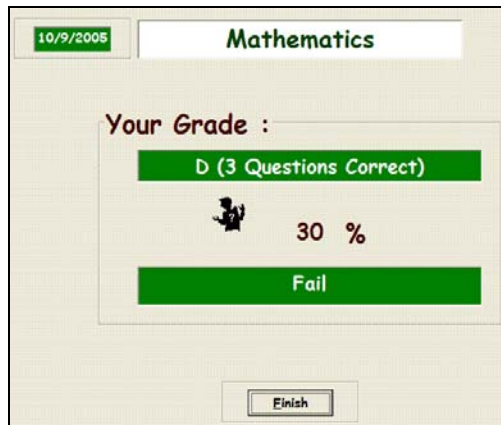 10/9/2005
Mathematics
Your Grade :
D (3 Questions Correct)
?
30 %
Fail
Finish